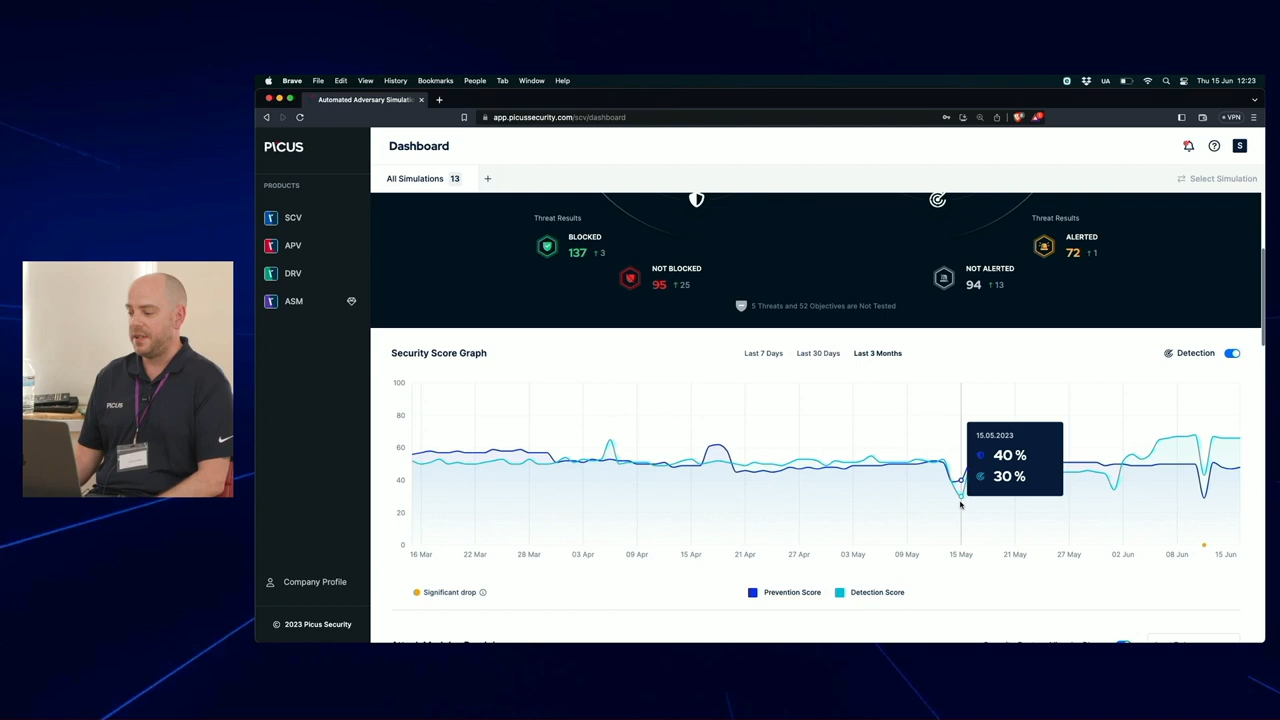 Brave File Edit View History Bookmarks People Tab Window Help UA Thu 15 Jun 12:23
Automated Adversary Simulati
app.picussecurity.com/scv/dashboard VPN
PICUS Dashboard S
All Simulations 13 + Select Simulation
PRODUCTS
SCV
APV
DRV
ASM
Company Profile
© 2023 Picus Security
Threat Results
BLOCKED
137 ↑ 3
NOT BLOCKED
95 ↑ 25
Threat Results
ALERTED
72 ↑ 1
NOT ALERTED
94 ↑ 13
5 Threats and 52 Objectives are Not Tested
Security Score Graph Last 7 Days Last 30 Days Last 3 Months Detection
100
80
60
40
20
0
15.05.2023
40 %
30 %
16 Mar 22 Mar 28 Mar 03 Apr 09 Apr 15 Apr 21 Apr 27 Apr 03 May 09 May 15 May 21 May 27 May 02 Jun 08 Jun 15 Jun
Significant drop Prevention Score Detection Score
PICUS